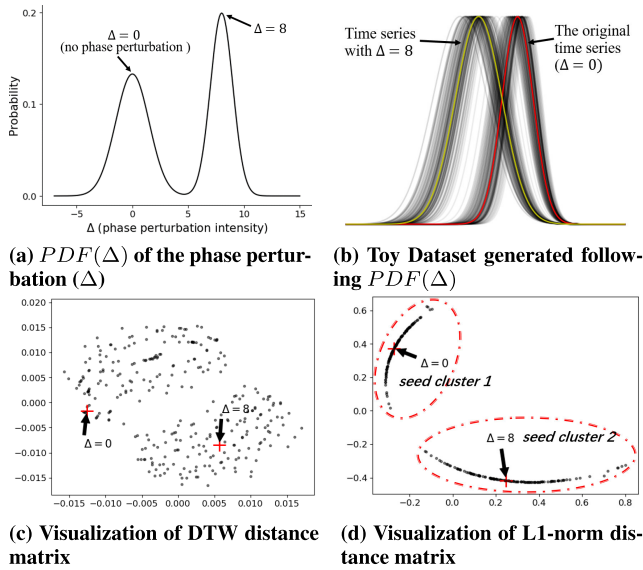 0.2
0.1
0.0
Probability
Δ = 0
(no phase perturbation )
Δ = 8
−5 0 5 10 15
Δ (phase perturbation intensity)
(a) PDF(Δ) of the phase pertur-
bation (Δ)
Time series
with Δ = 8
The original
time series
(Δ = 0)
(b) Toy Dataset generated follow-
ing PDF(Δ)
0.020
0.015
0.010
0.005
0.000
−0.005
−0.010
−0.015
Δ = 0
Δ = 8
−0.015 −0.010 −0.005 0.000 0.005 0.010 0.015
(c) Visualization of DTW distance
matrix
0.6
0.4
0.2
0.0
−0.2
−0.4
Δ = 0
seed cluster 1
Δ = 8 seed cluster 2
−0.4 −0.2 0.0 0.2 0.4 0.6 0.8
(d) Visualization of L1-norm dis-
tance matrix